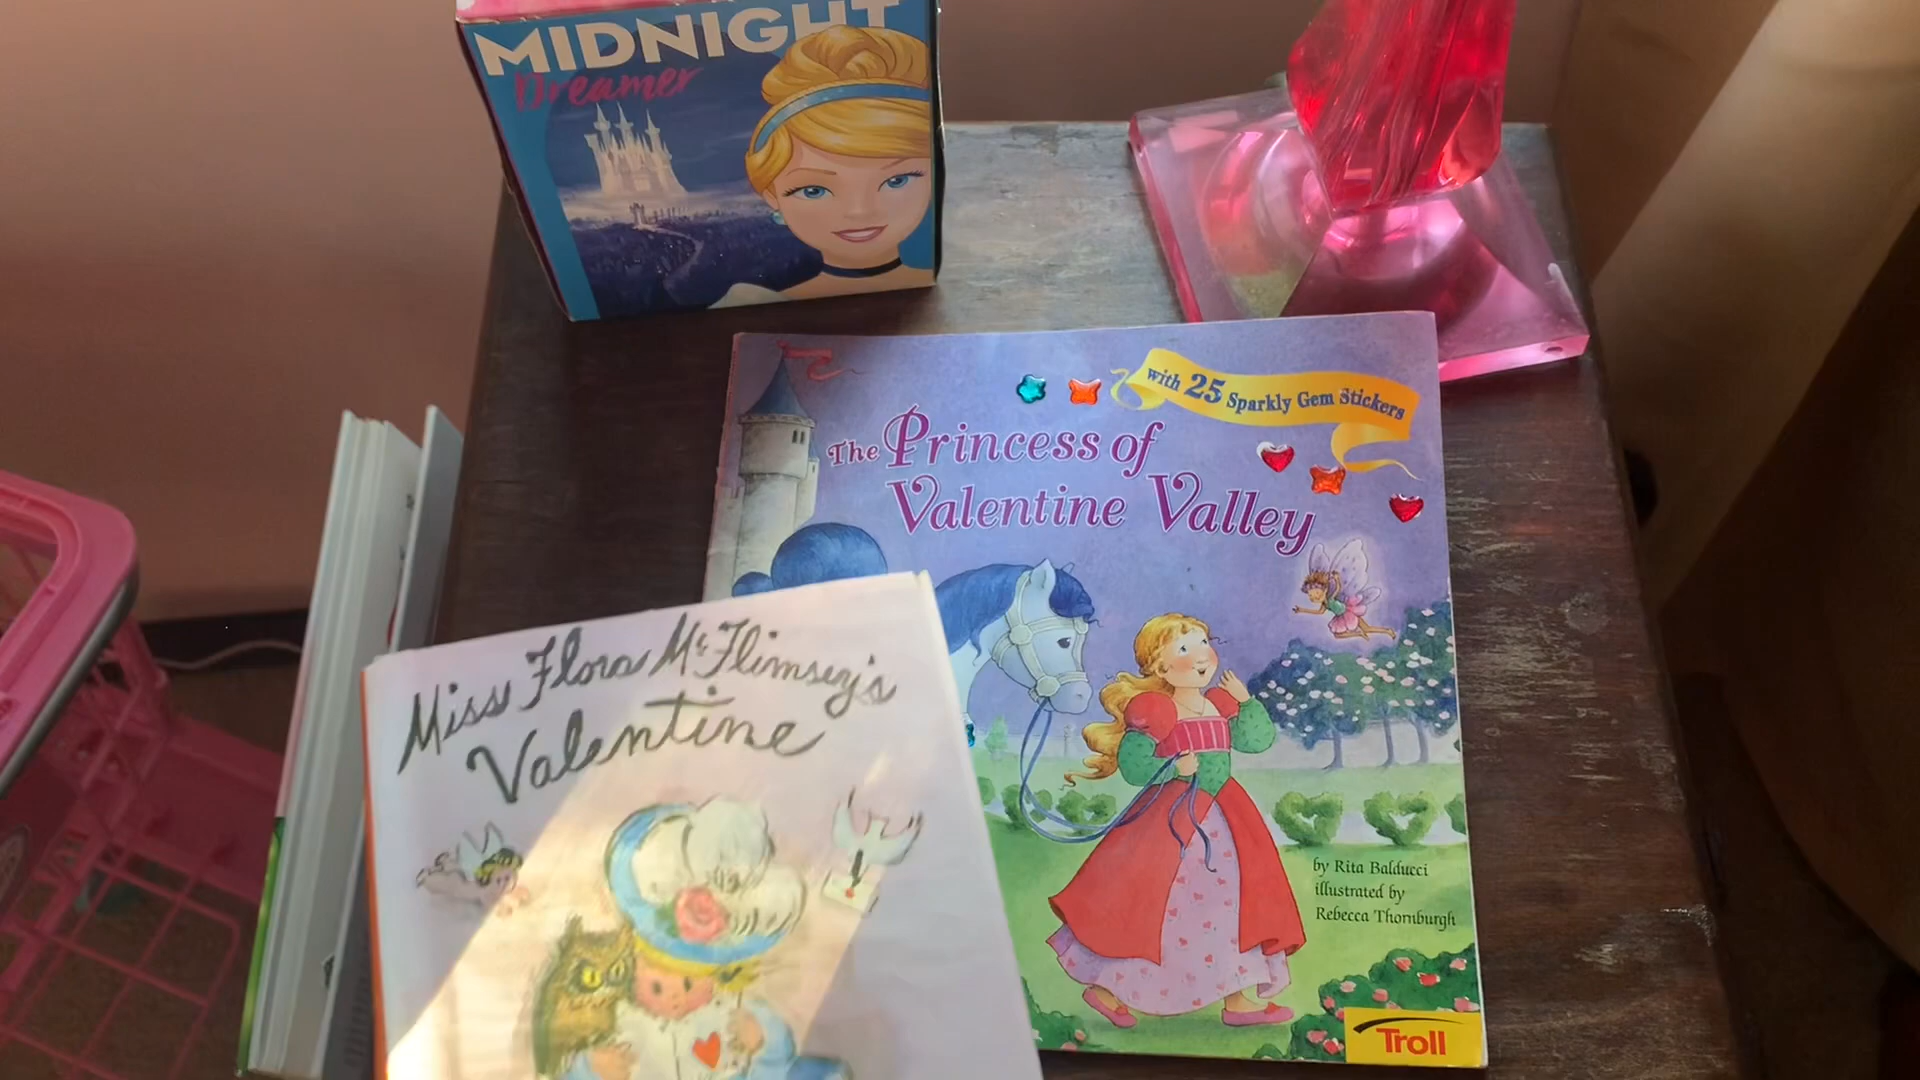 MIDNIGHT
Dreamer
with 25 Sparkly Gem Stickers
The Princess of
Valentine Valley
Miss Flora McFlimsey's
Valentine
by Rita Balducci
illustrated by
Rebecca Thornburgh
Troll